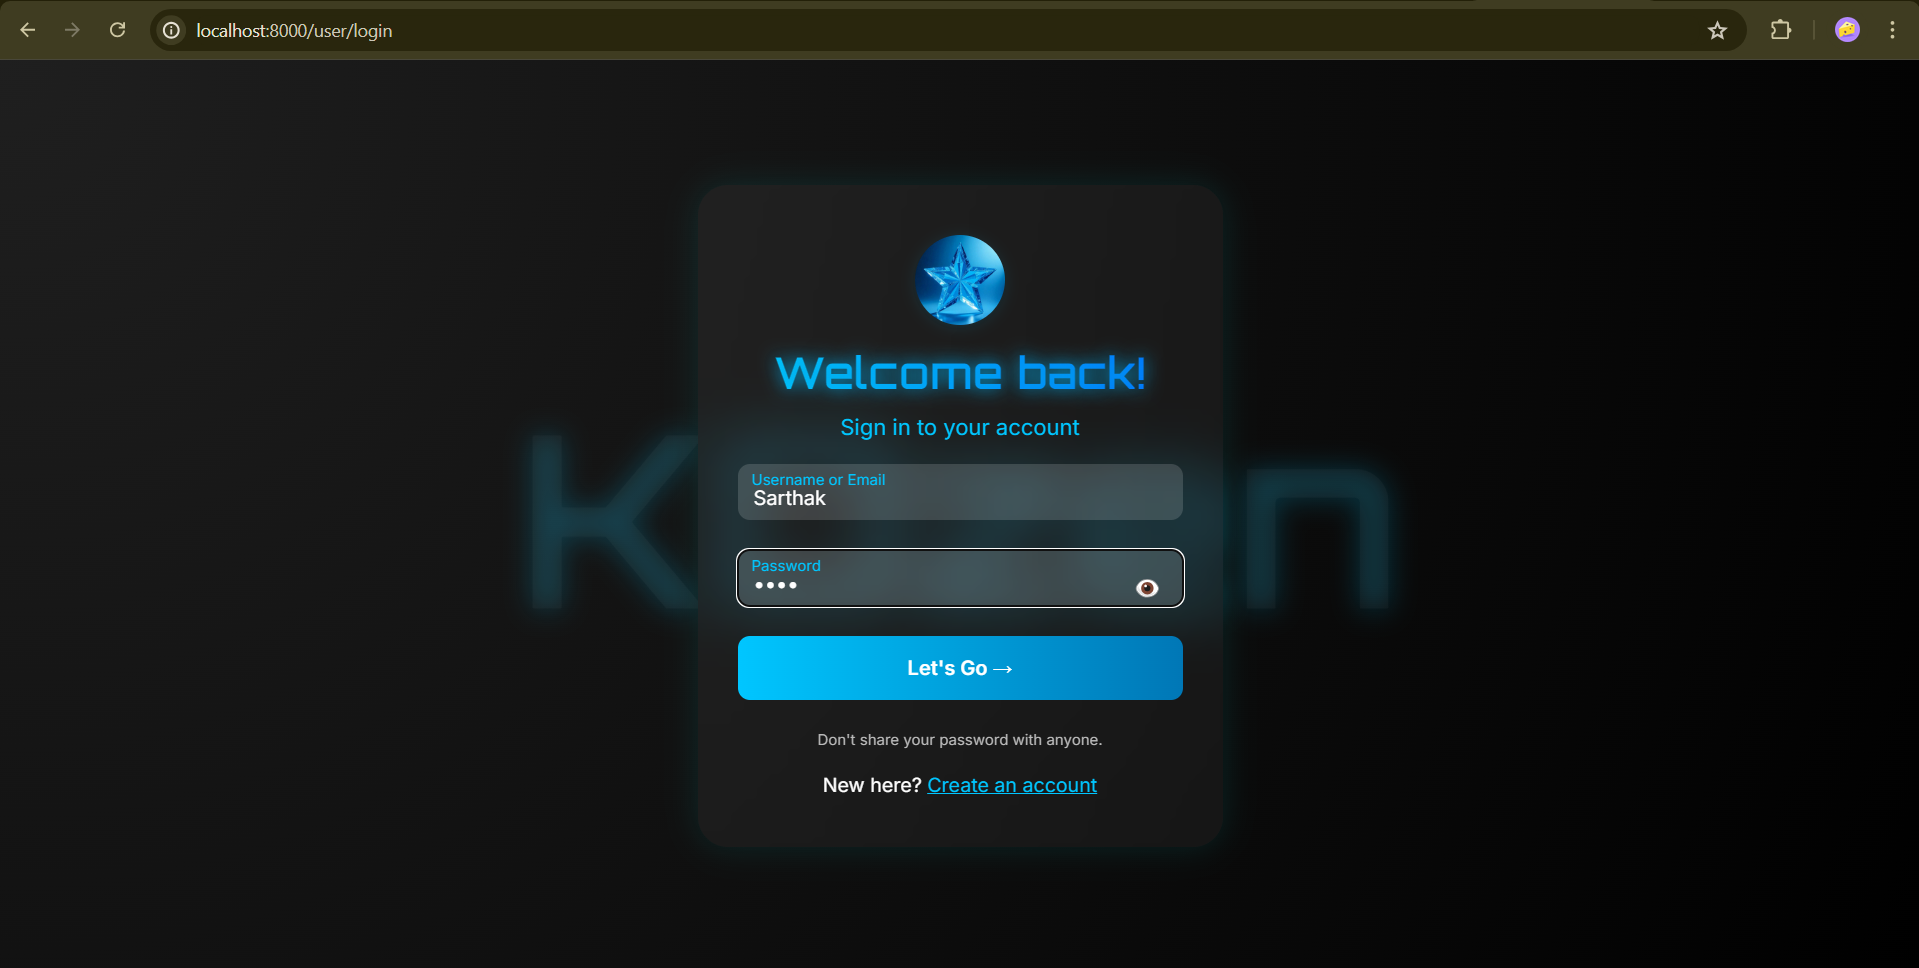 localhost:8000/user/login
Welcome back!
Sign in to your account
Username or Email
Sarthak
Password
••••
Let's Go →
Don't share your password with anyone.
New here? Create an account